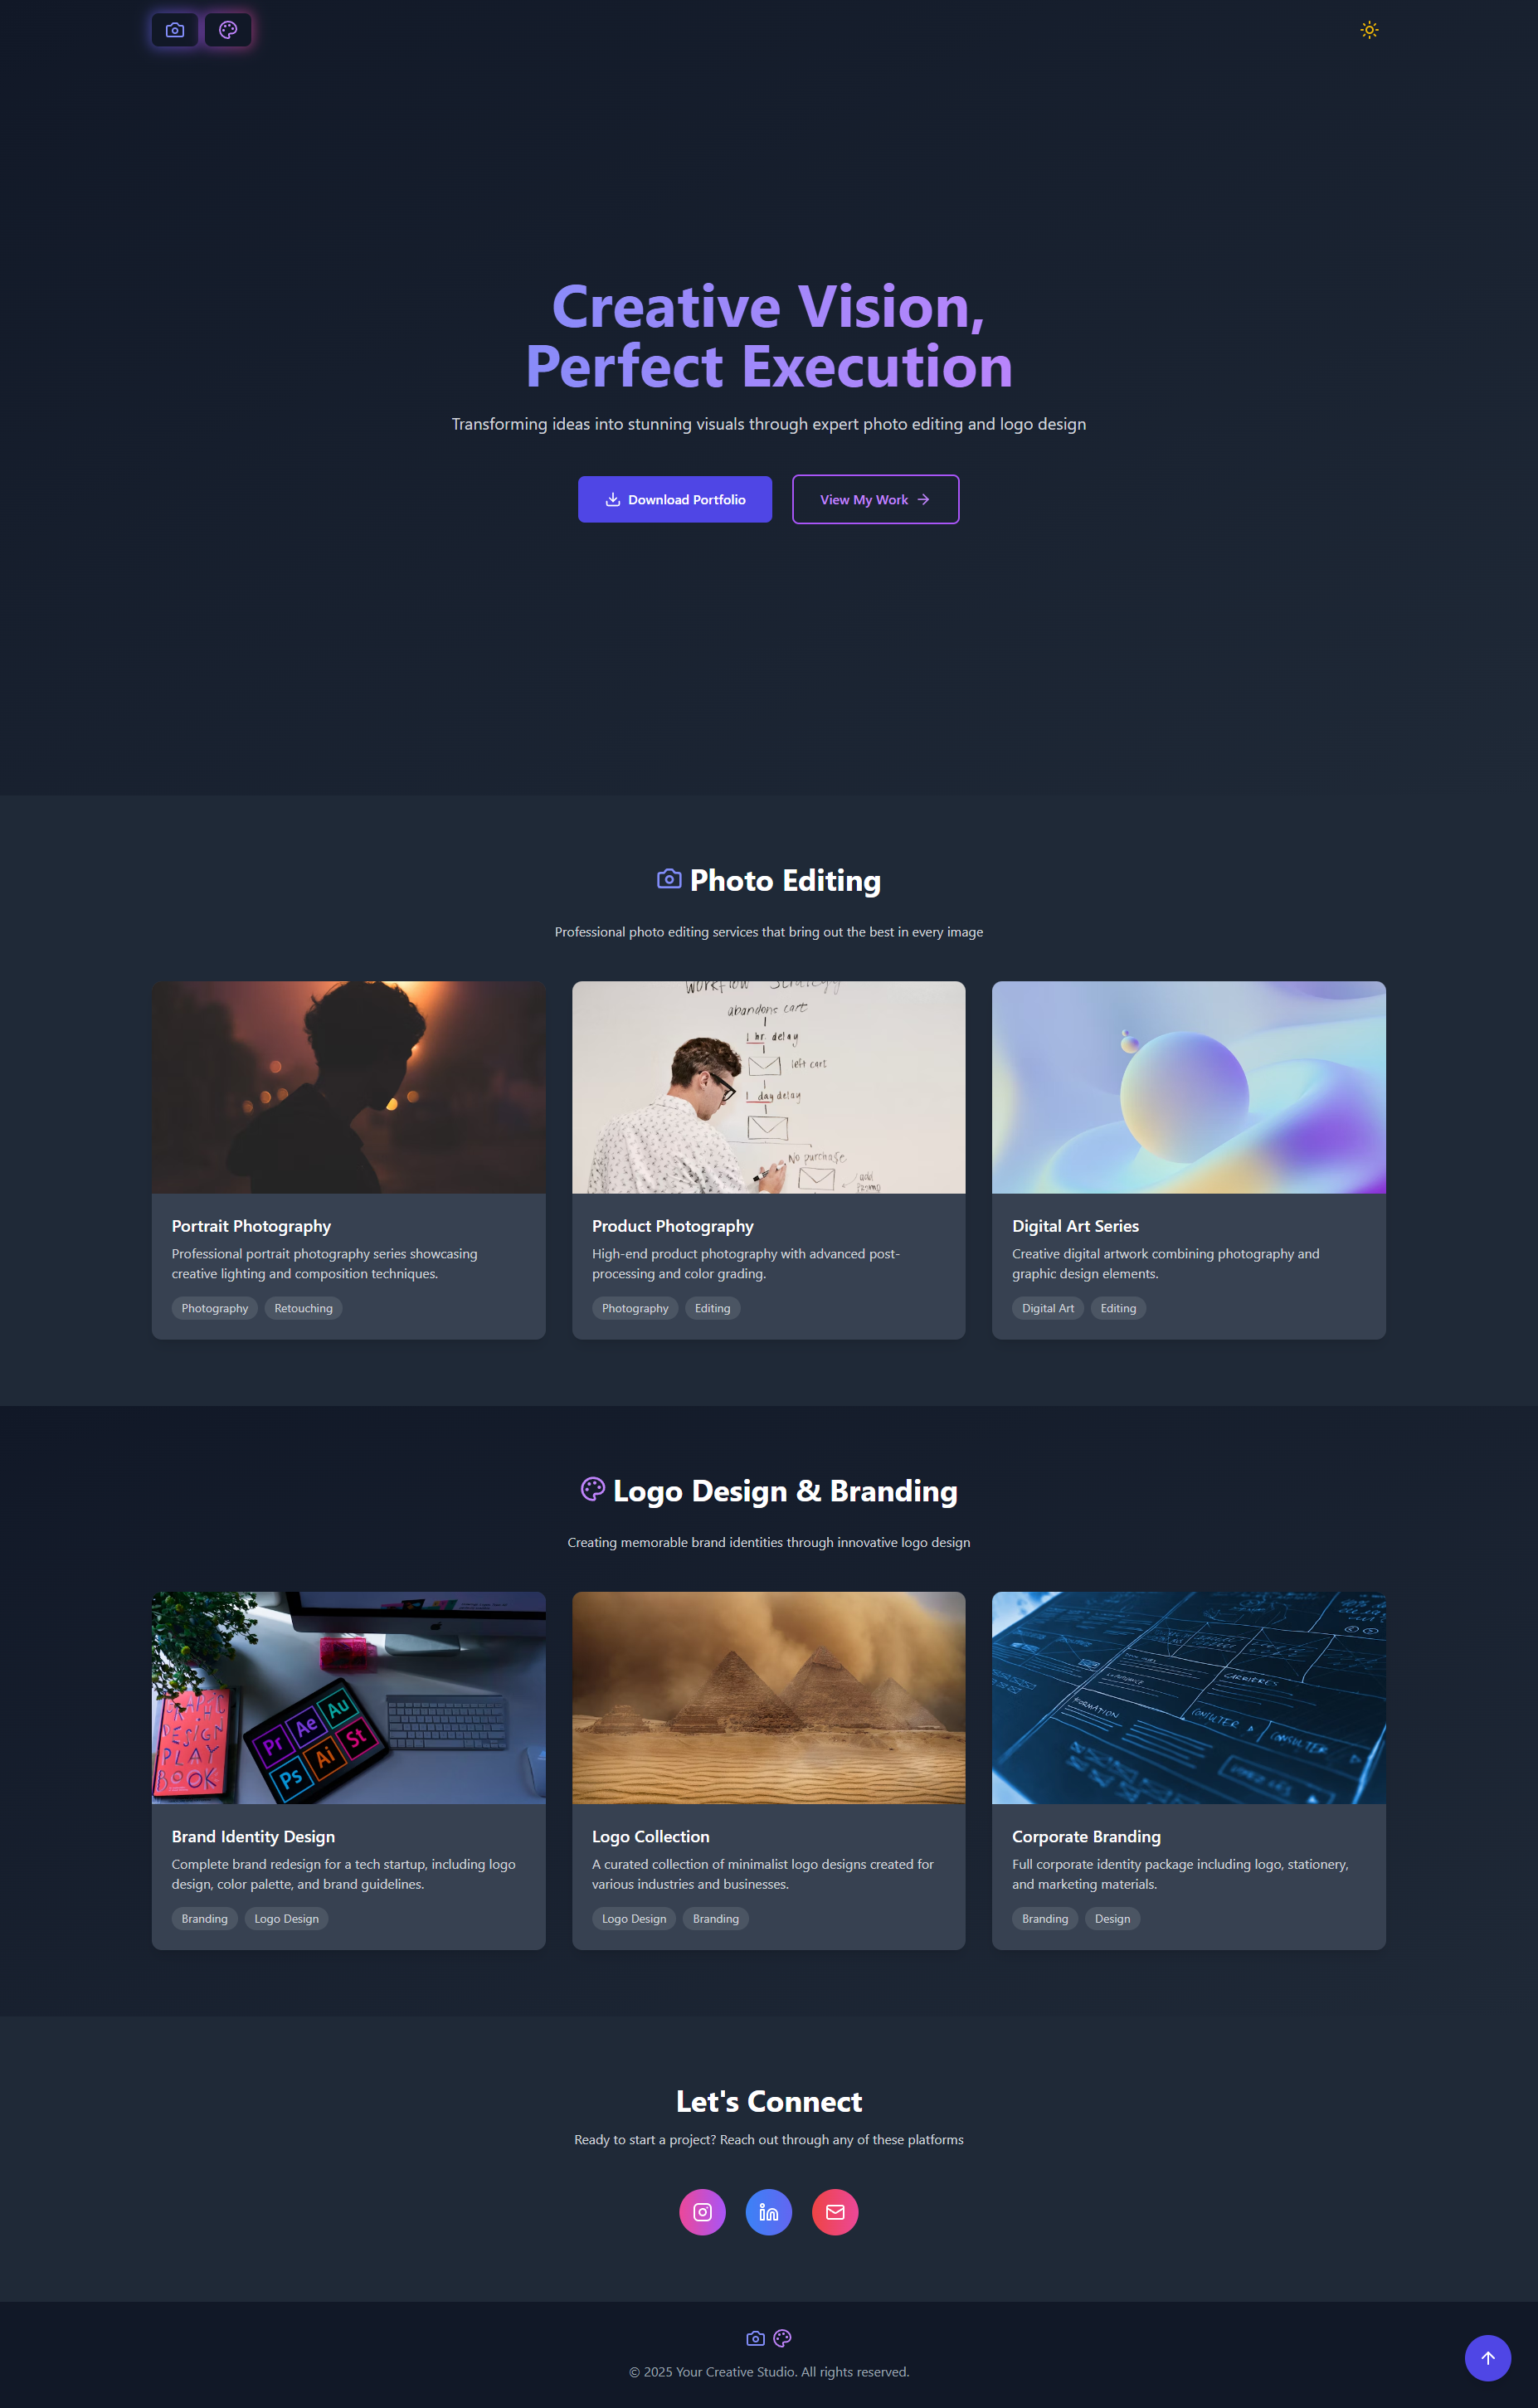 Creative Vision,
Perfect Execution
Transforming ideas into stunning visuals through expert photo editing and logo design
Download Portfolio
View My Work
Photo Editing
Professional photo editing services that bring out the best in every image
WORKFLOW Strategy
abandons cart
1 hr. delay
left cart
1 day delay
No purchase
add
promo
Portrait Photography
Professional portrait photography series showcasing
creative lighting and composition techniques.
Photography
Retouching
Product Photography
High-end product photography with advanced post-
processing and color grading.
Photography
Editing
Digital Art Series
Creative digital artwork combining photography and
graphic design elements.
Digital Art
Editing
Logo Design & Branding
Creating memorable brand identities through innovative logo design
GRAPHIC
DESIGN
PLAY
BOOK
Pr Ae Au
Ps Ai St
CARRIÈRES
FORMATION
CONSULTER
CONSULTER
Brand Identity Design
Complete brand redesign for a tech startup, including logo
design, color palette, and brand guidelines.
Branding
Logo Design
Logo Collection
A curated collection of minimalist logo designs created for
various industries and businesses.
Logo Design
Branding
Corporate Branding
Full corporate identity package including logo, stationery,
and marketing materials.
Branding
Design
Let's Connect
Ready to start a project? Reach out through any of these platforms
© 2025 Your Creative Studio. All rights reserved.